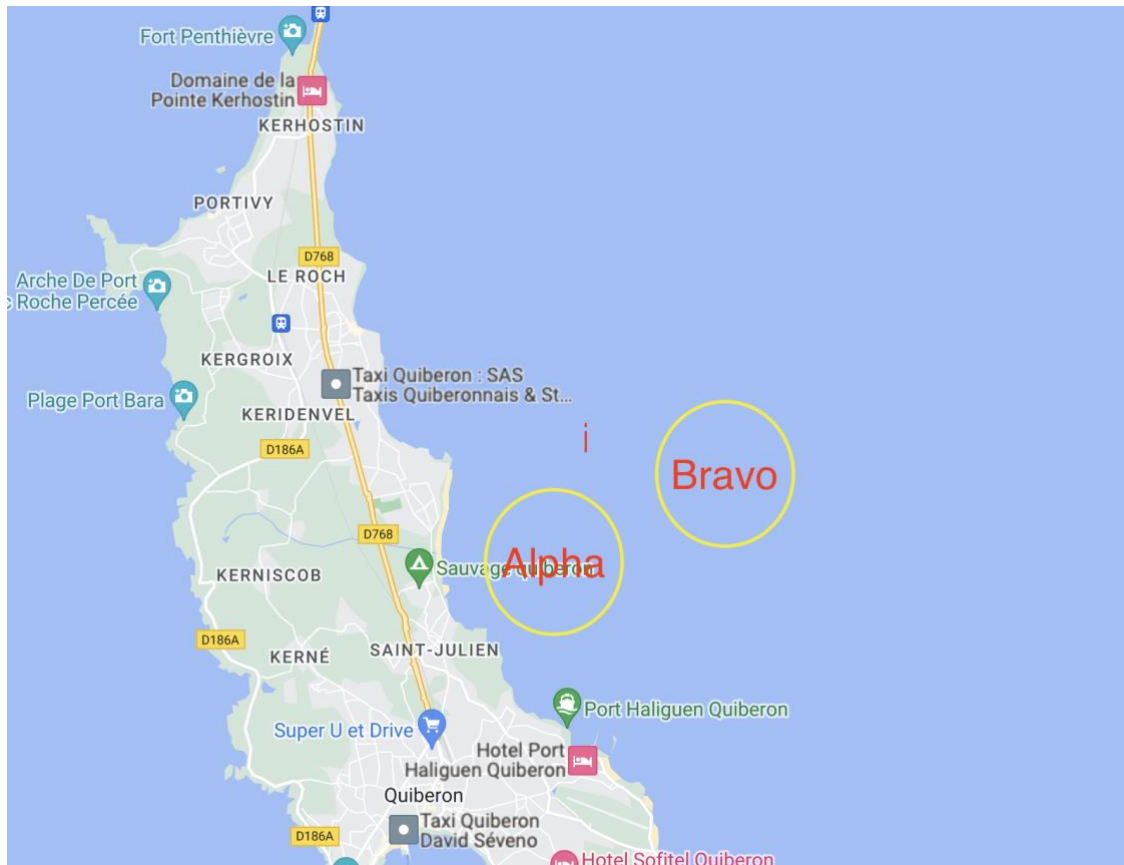 Fort Penthièvre
Domaine de la
Pointe Kerhostin
KERHOSTIN
PORTIVY
D768
LE ROCH
Arche De Port
Roche Percée
KERGROIX
Taxi Quiberon : SAS
Taxis Quiberonnais & St...
Plage Port Bara
KERIDENVEL
D186A
i
Bravo
D768
Alpha
Sauvage quiberon
KERNISCOB
D186A
KERNÉ
SAINT-JULIEN
Port Haliguen Quiberon
Super U et Drive
Hotel Port
Haliguen Quiberon
Quiberon
Taxi Quiberon
David Séveno
D186A
Hotel Sofitel Quiberon